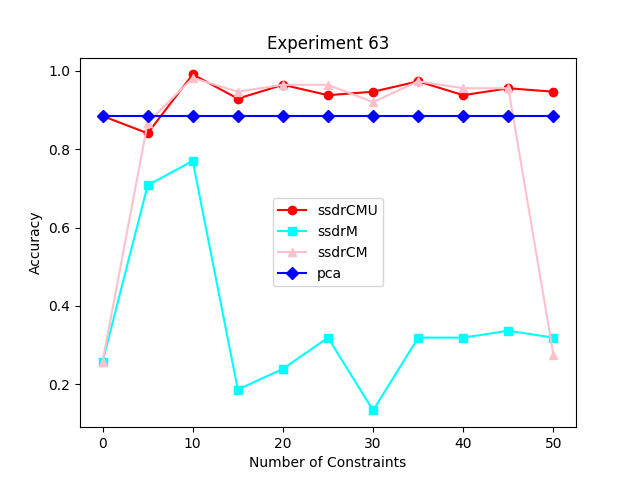 Experiment 63
Accuracy
1.0
0.8
0.6
0.4
0.2
ssdrCMU
ssdrM
ssdrCM
pca
0 10 20 30 40 50
Number of Constraints